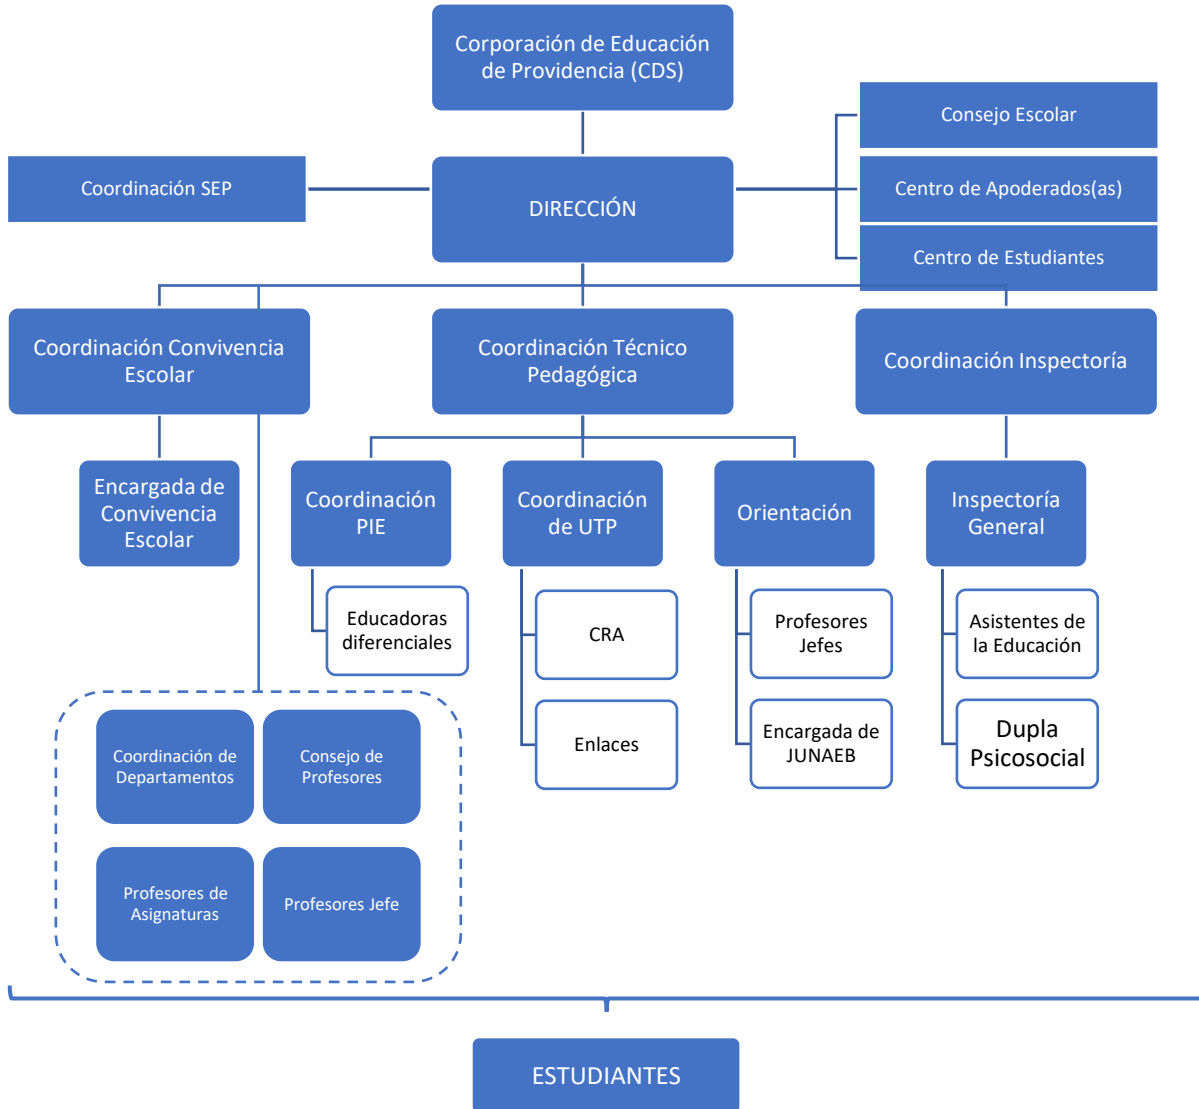 Corporación de Educación
de Providencia (CDS)
Consejo Escolar
Coordinación SEP
DIRECCIÓN
Centro de Apoderados(as)
Centro de Estudiantes
Coordinación Convivencia
Escolar
Coordinación Técnico
Pedagógica
Coordinación Inspectoría
Encargada de
Convivencia
Escolar
Coordinación
PIE
Coordinación
de UTP
Orientación
Inspectoría
General
Educadoras
diferenciales
CRA
Profesores
Jefes
Asistentes de
la Educación
Enlaces
Encargada de
JUNAEB
Dupla
Psicosocial
Coordinación de
Departamentos
Consejo de
Profesores
Profesores de
Asignaturas
Profesores Jefe
ESTUDIANTES